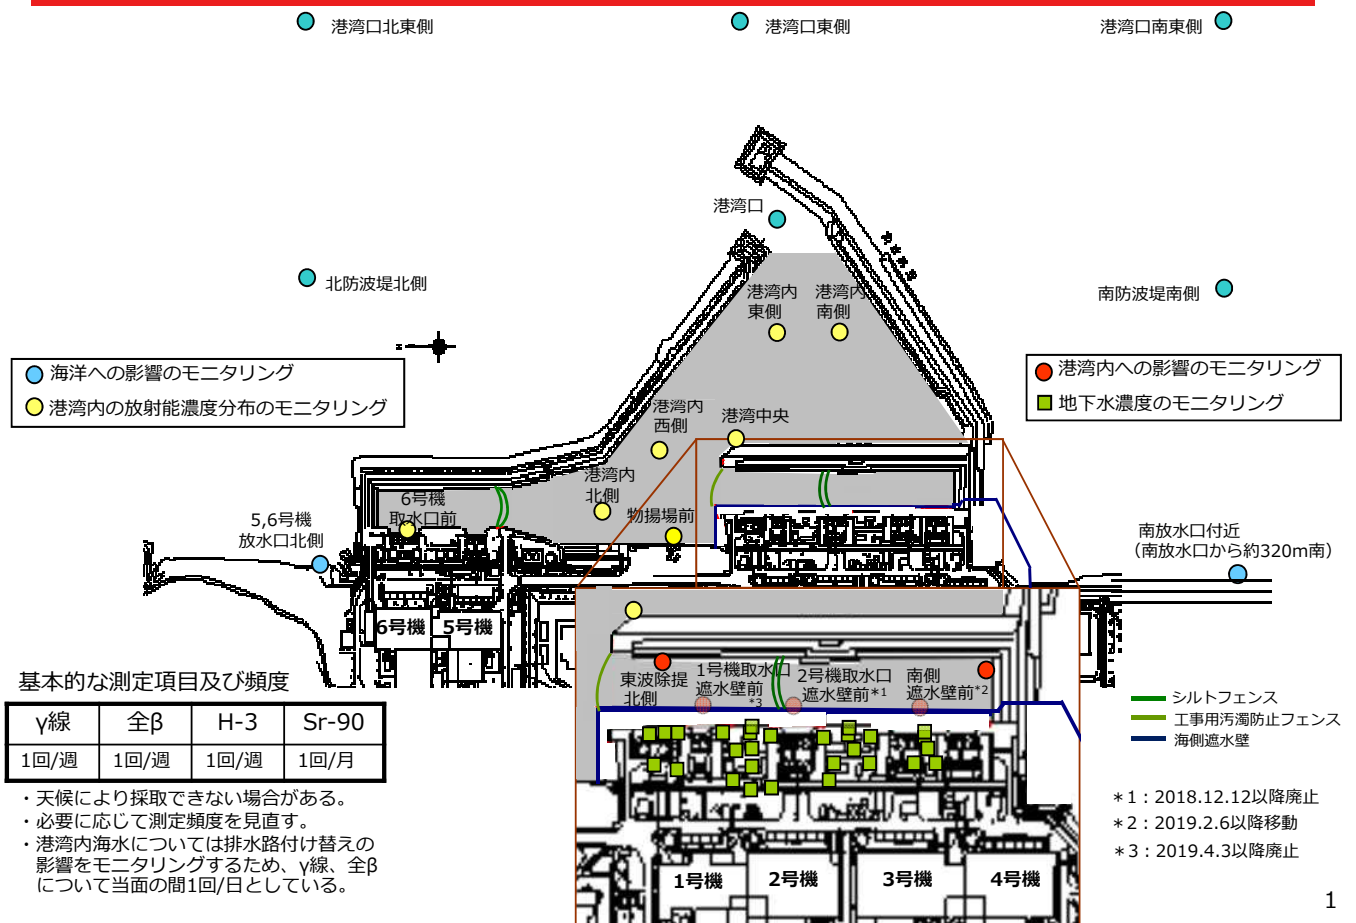 港湾口北東側
港湾口東側
港湾口南東側
港湾口
北防波堤北側
港湾内
東側
港湾内
南側
南防波堤南側
N
海洋への影響のモニタリング
港湾内の放射能濃度分布のモニタリング
港湾内への影響のモニタリング
地下水濃度のモニタリング
港湾内
西側
港湾中央
港湾内
北側
6号機
取水口前
物揚場前
5,6号機
放水口北側
南放水口付近
（南放水口から約320m南）
6号機
5号機
東波除堤
北側
1号機取水口
遮水壁前*3
2号機取水口
遮水壁前*1
南側
遮水壁前*2
シルトフェンス
工事用汚濁防止フェンス
海側遮水壁
基本的な測定項目及び頻度
γ線 全β H-3 Sr-90
1回/週 1回/週 1回/週 1回/月
・天候により採取できない場合がある。
・必要に応じて測定頻度を見直す。
・港湾内海水については排水路付け替えの
影響をモニタリングするため、γ線、全β
について当面の間1回/日としている。
＊1：2018.12.12以降廃止
＊2：2019.2.6以降移動
＊3：2019.4.3以降廃止
1号機
2号機
3号機
4号機
1